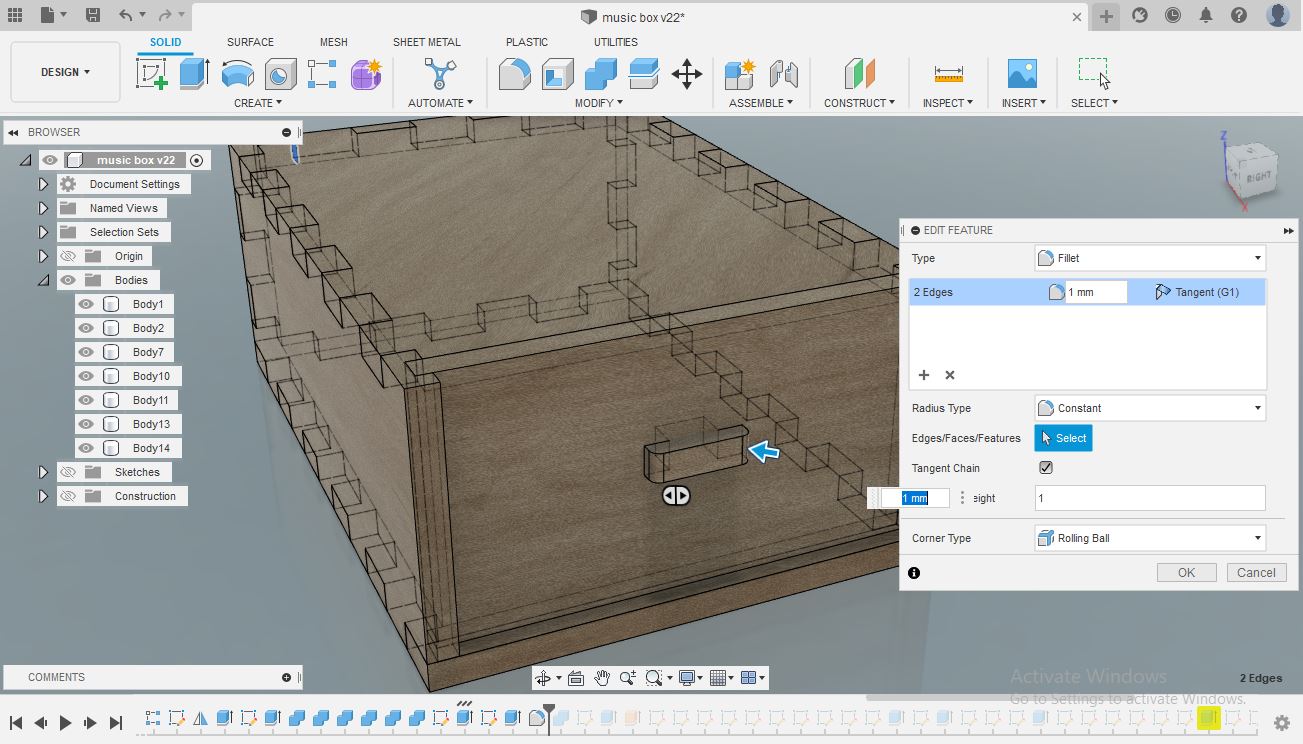 music box v22*
DESIGN
SOLID
SURFACE
MESH
SHEET METAL
PLASTIC
UTILITIES
CREATE
AUTOMATE
MODIFY
ASSEMBLE
CONSTRUCT
INSPECT
INSERT
SELECT
BROWSER
music box v22
Document Settings
Named Views
Selection Sets
Origin
Bodies
Body1
Body2
Body7
Body10
Body11
Body13
Body14
Sketches
Construction
Z
RIGHT
X
EDIT FEATURE
Type
Fillet
2 Edges
1 mm
Tangent (G1)
Radius Type
Constant
Edges/Faces/Features
Select
Tangent Chain
1 mm
eight
1
Corner Type
Rolling Ball
OK
Cancel
COMMENTS
Activate Windows
Go to Settings to activate Windows.
2 Edges